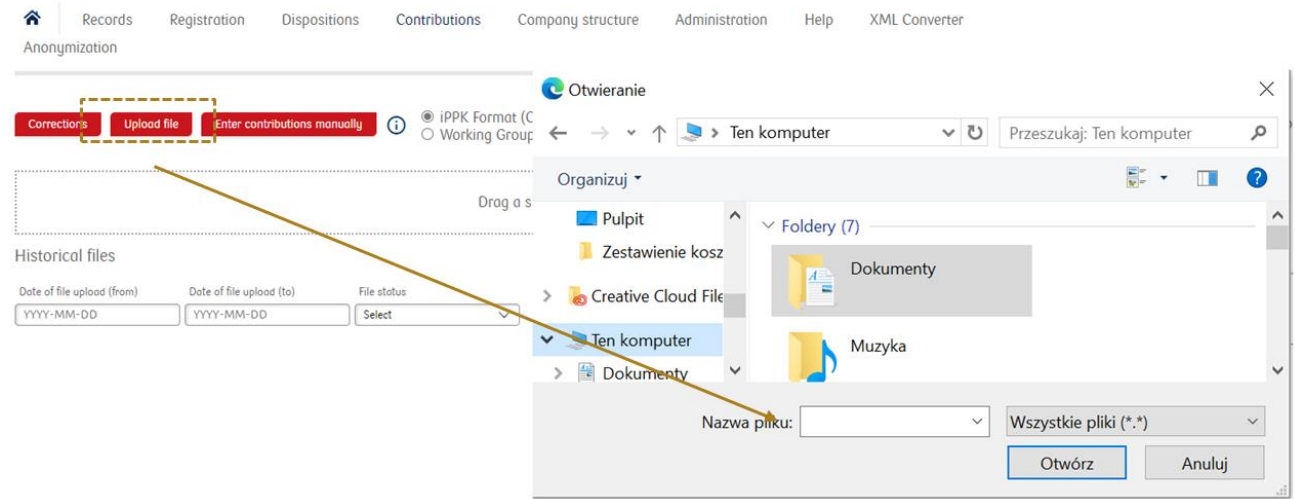 Records Registration Dispositions Contributions Company structure Administration Help XML Converter
Anonymization
Corrections Upload file Enter contributions manually i iPPK Format (C
Working Group
Drag a s
Historical files
Date of file upload (from) Date of file upload (to) File status
YYYY-MM-DD YYYY-MM-DD Select
Otwieranie
Ten komputer Przeszukaj: Ten komputer
Organizuj ?
Pulpit
Zestawienie kosz
Creative Cloud File
Ten komputer
Dokumenty
Foldery (7)
Dokumenty
Muzyka
Nazwa pliku: Wszystkie pliki (*.*)
Otwórz Anuluj